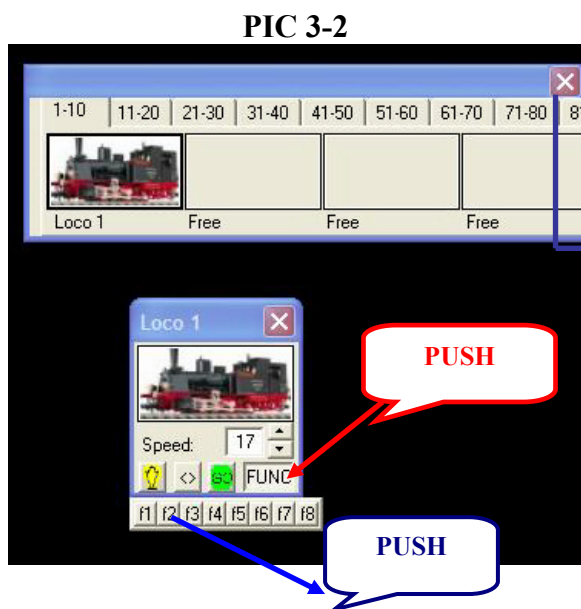 PIC 3-2
1-10 11-20 21-30 31-40 41-50 51-60 61-70 71-80
Loco 1 Free Free Free
Loco 1
PUSH
Speed: 17
<> GO FUNC
f1 f2 f3 f4 f5 f6 f7 f8
PUSH